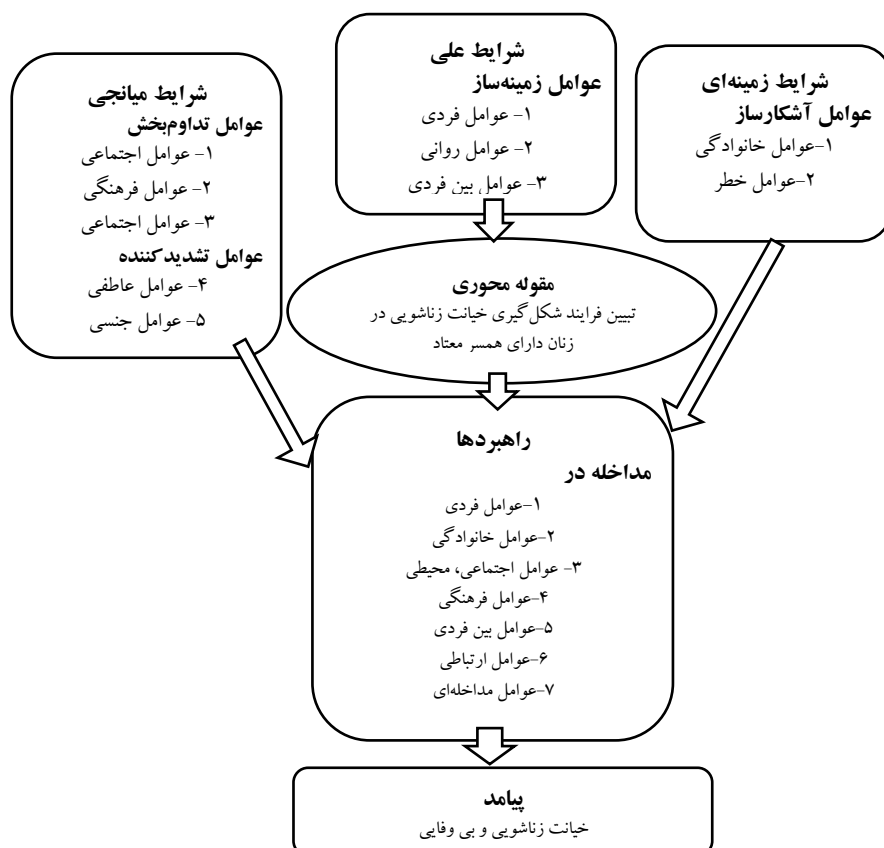 شرایط علی
عوامل زمینه‌ساز
۱- عوامل فردی
۲- عوامل روانی
۳- عوامل بین فردی
شرایط زمینه‌ای
عوامل آشکارساز
۱-عوامل خانوادگی
۲-عوامل خطر
شرایط میانجی
عوامل تداوم‌بخش
۱- عوامل اجتماعی
۲- عوامل فرهنگی
۳- عوامل اجتماعی
عوامل تشدیدکننده
۴- عوامل عاطفی
۵- عوامل جنسی
مقوله محوری
تبیین فرایند شکل‌گیری خیانت زناشویی در
زنان دارای همسر معتاد
راهبردها
مداخله در
۱-عوامل فردی
۲-عوامل خانوادگی
۳- عوامل اجتماعی، محیطی
۴-عوامل فرهنگی
۵-عوامل بین فردی
۶-عوامل ارتباطی
۷-عوامل مداخله‌ای
پیامد
خیانت زناشویی و بی وفایی